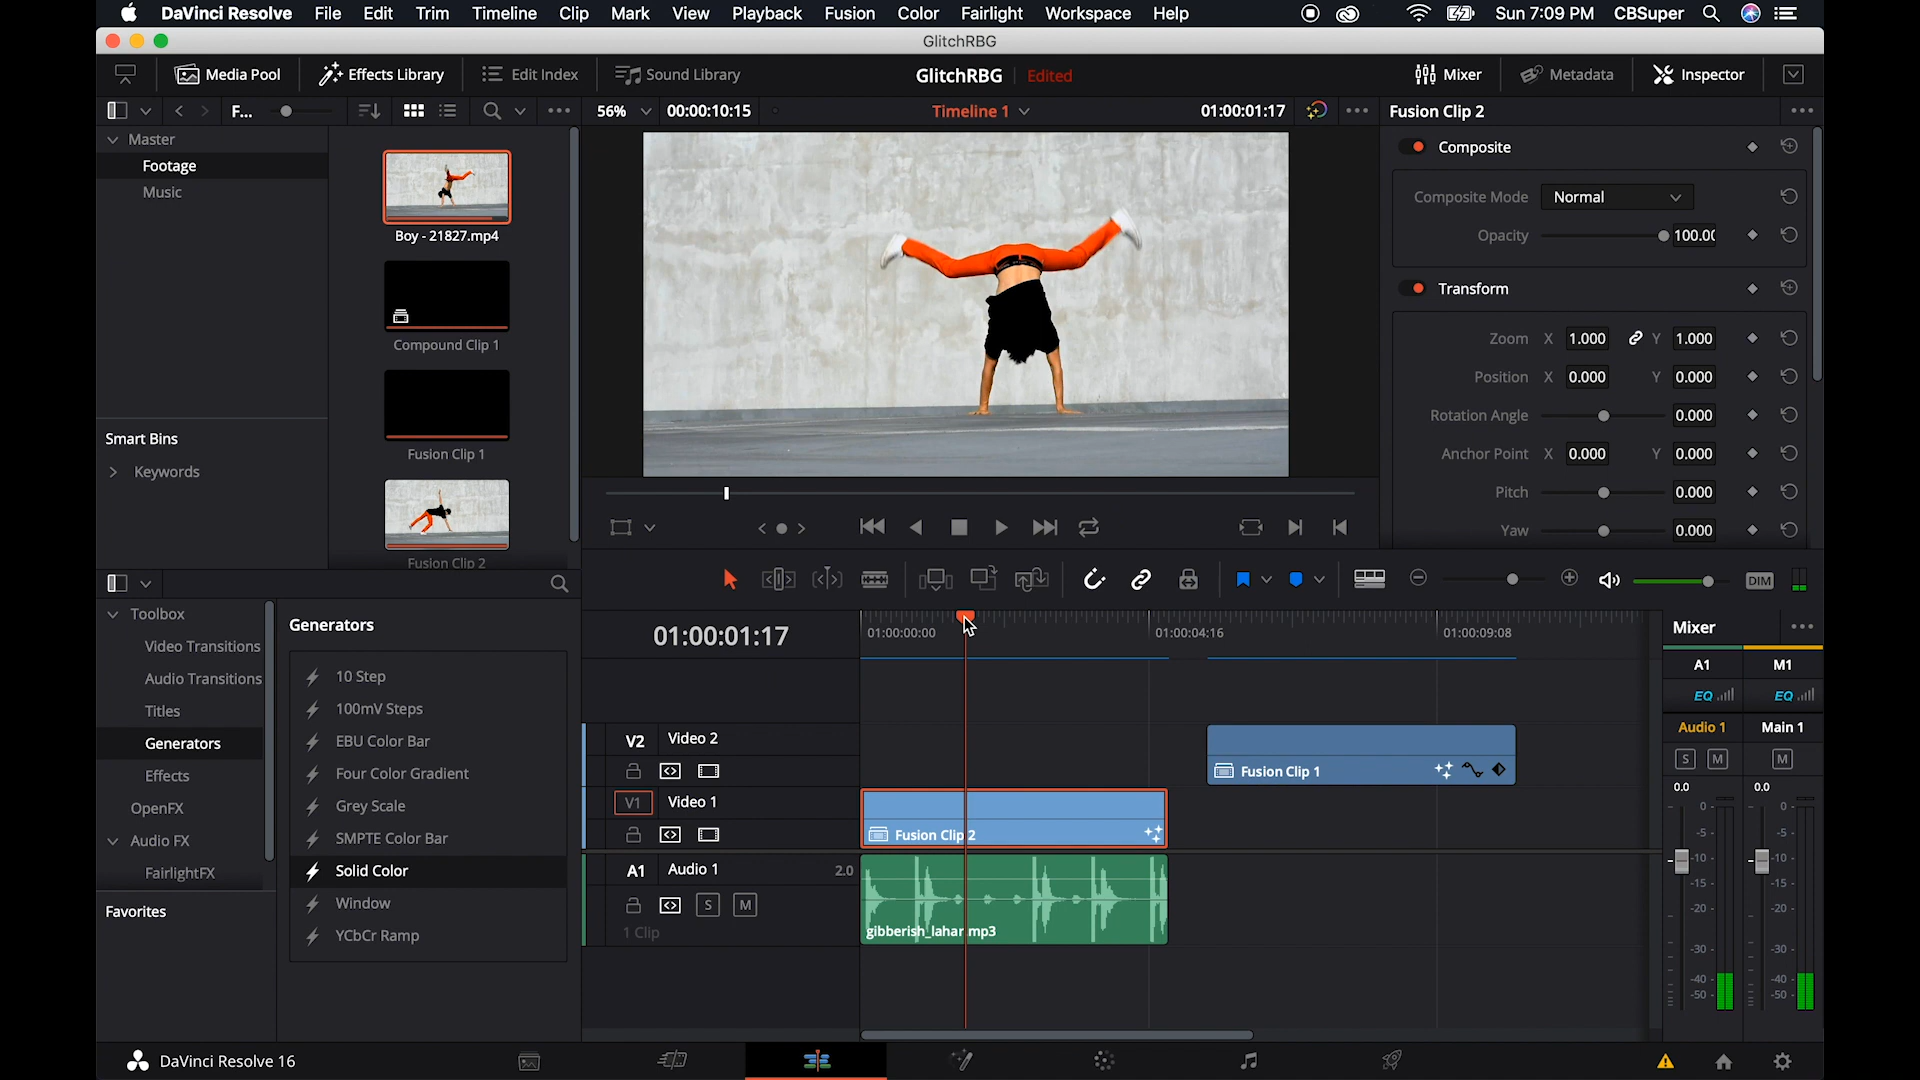 DaVinci Resolve File Edit Trim Timeline Clip Mark View Playback Fusion Color Fairlight Workspace Help Sun 7:09 PM CBSuper
GlitchRBG
Media Pool Effects Library Edit Index Sound Library GlitchRBG Edited Mixer Metadata Inspector
F... 56% 00:00:10:15 Timeline 1 01:00:01:17 Fusion Clip 2
Master
Footage
Music
Boy - 21827.mp4
Compound Clip 1
Fusion Clip 1
Fusion Clip 2
Smart Bins
Keywords
Composite
Composite Mode Normal
Opacity 100.00
Transform
Zoom X 1.000 Y 1.000
Position X 0.000 Y 0.000
Rotation Angle 0.000
Anchor Point X 0.000 Y 0.000
Pitch 0.000
Yaw 0.000
DIM
Toolbox
Video Transitions
Audio Transitions
Titles
Generators
Effects
OpenFX
Audio FX
FairlightFX
Favorites
Generators
10 Step
100mV Steps
EBU Color Bar
Four Color Gradient
Grey Scale
SMPTE Color Bar
Solid Color
Window
YCbCr Ramp
01:00:01:17 01:00:00:00 01:00:04:16 01:00:09:08
V2 Video 2
Fusion Clip 1
V1 Video 1
Fusion Clip 2
A1 Audio 1 2.0
S M
1 Clip
gibberish_lahar.mp3
Mixer
A1 M1
EQ EQ
Audio 1 Main 1
S M M
0.0 0.0
0 0
-5 -5
-10 -10
-15 -15
-20 -20
-30 -30
-40 -40
-50 -50
DaVinci Resolve 16